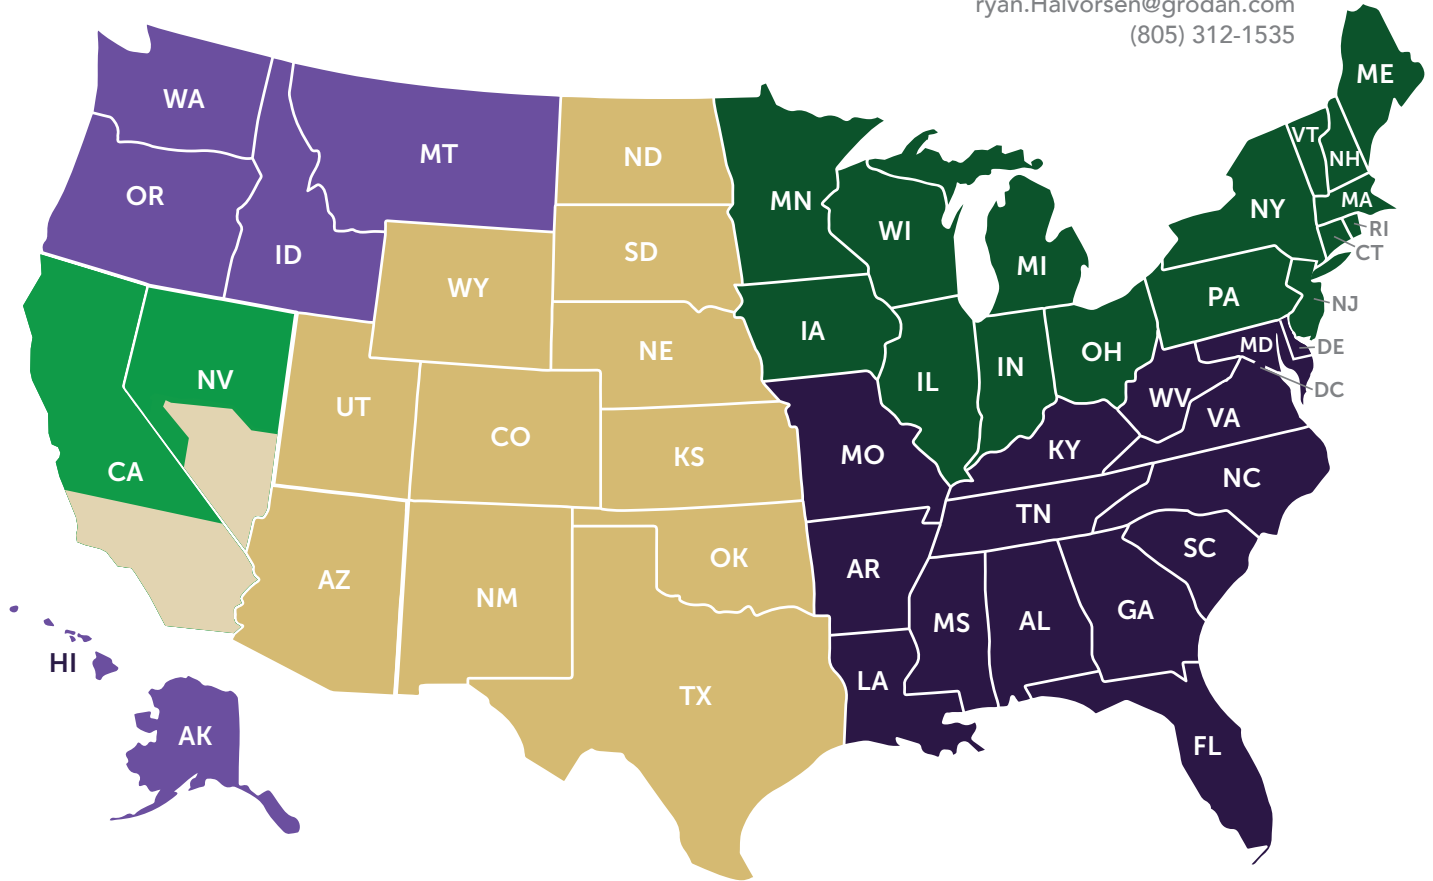 ryan.Halvorsen@grodan.com
(805) 312-1535
ME
WA
VT
MT
ND
NH
OR
MN
MA
NY
RI
WI
CT
ID
SD
MI
WY
PA
NJ
IA
NE
MD
DE
OH
IN
NV
IL
DC
UT
WV
VA
CO
KY
MO
KS
CA
NC
TN
SC
OK
AR
AZ
NM
GA
MS
AL
HI
LA
TX
AK
FL